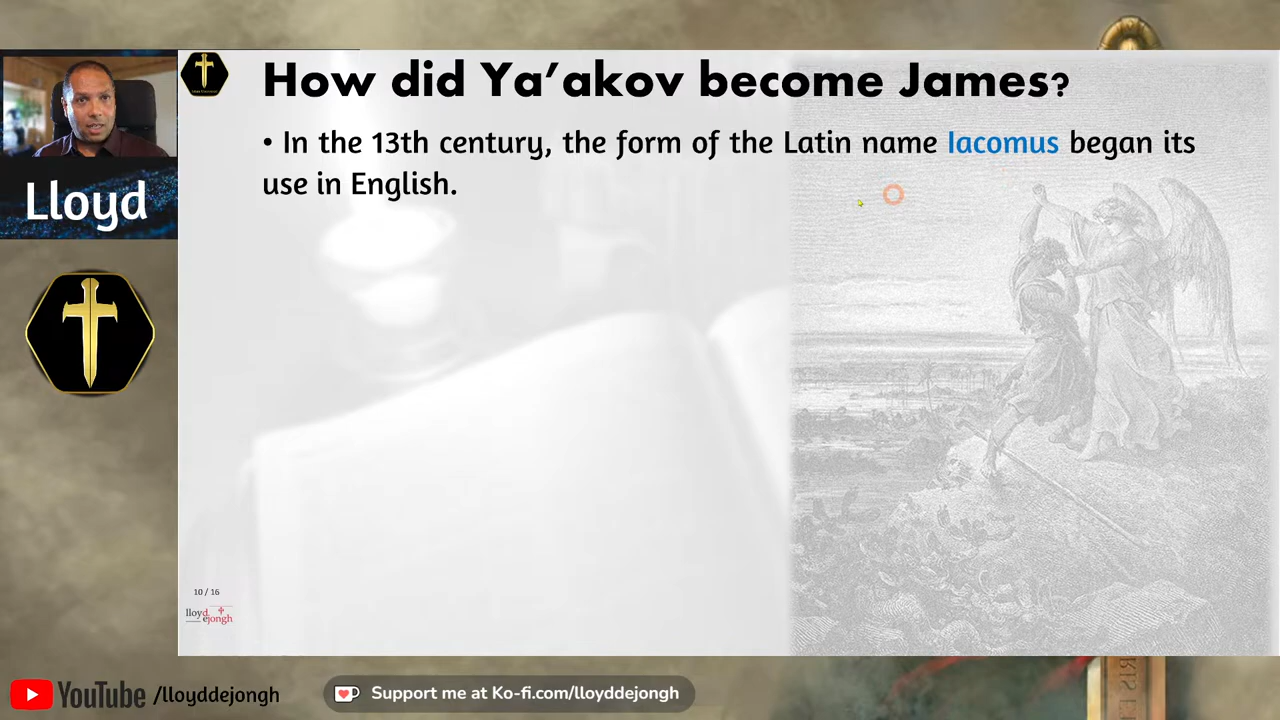 How did Ya’akov become James?
• In the 13th century, the form of the Latin name Iacomus began its
use in English.
Lloyd
10 / 16
lloyd
ejongh
YouTube /lloyddejongh
Support me at Ko-fi.com/lloyddejongh